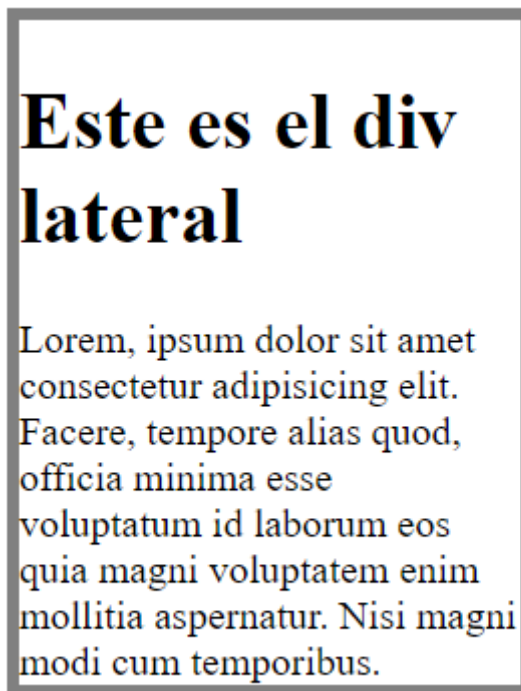 Este es el div
lateral
Lorem, ipsum dolor sit amet
consectetur adipisicing elit.
Facere, tempore alias quod,
officia minima esse
voluptatum id laborum eos
quia magni voluptatem enim
mollitia aspernatur. Nisi magni
modi cum temporibus.